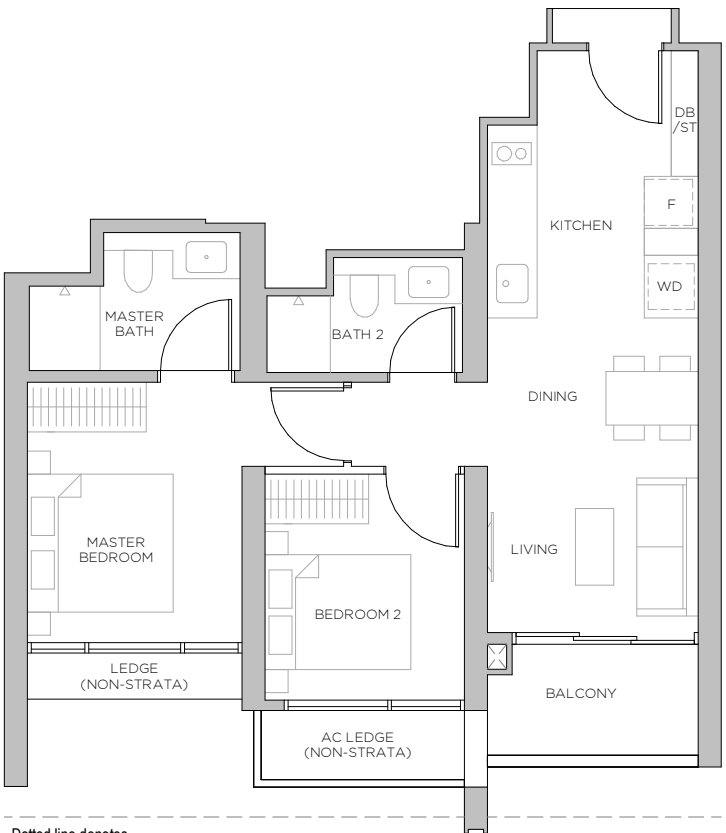 DB
/ST
F
KITCHEN
WD
MASTER
BATH
BATH 2
DINING
MASTER
BEDROOM
LIVING
BEDROOM 2
LEDGE
(NON-STRATA)
BALCONY
AC LEDGE
(NON-STRATA)
Dotted line denotes